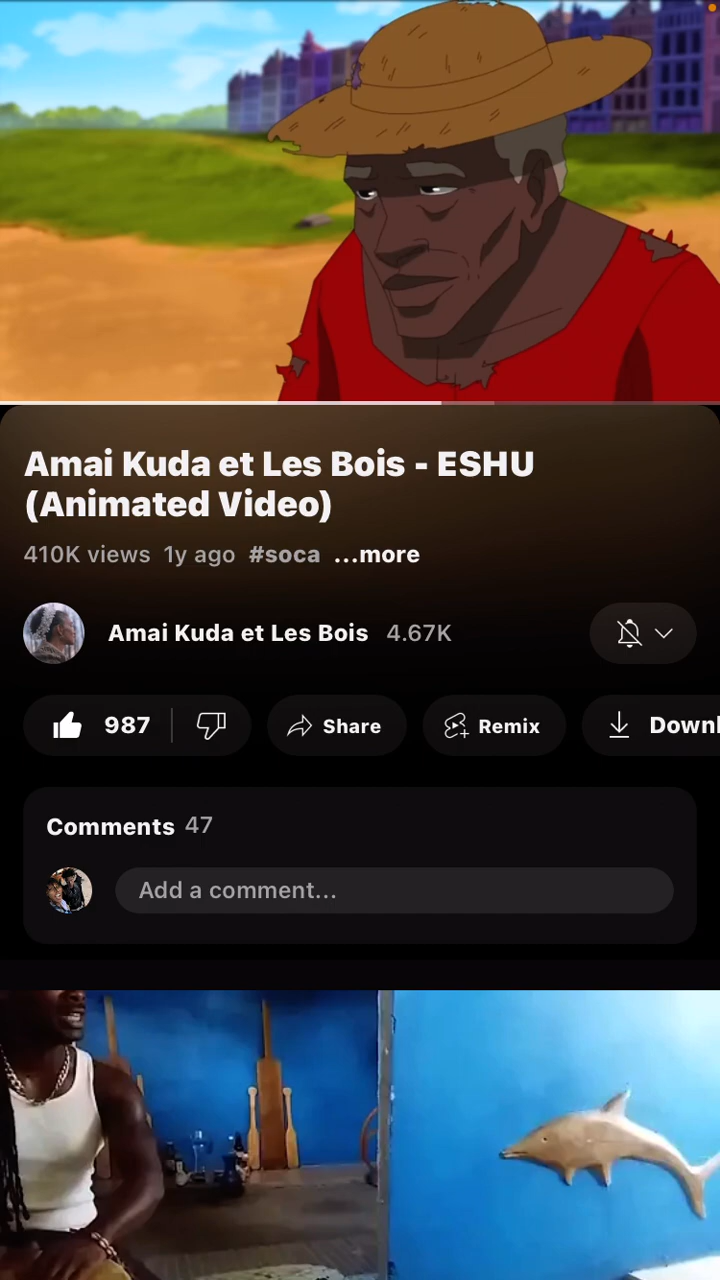 Amai Kuda et Les Bois - ESHU
(Animated Video)
410K views 1y ago #soca ...more
Amai Kuda et Les Bois 4.67K
987 Share Remix Downl
Comments 47
Add a comment...